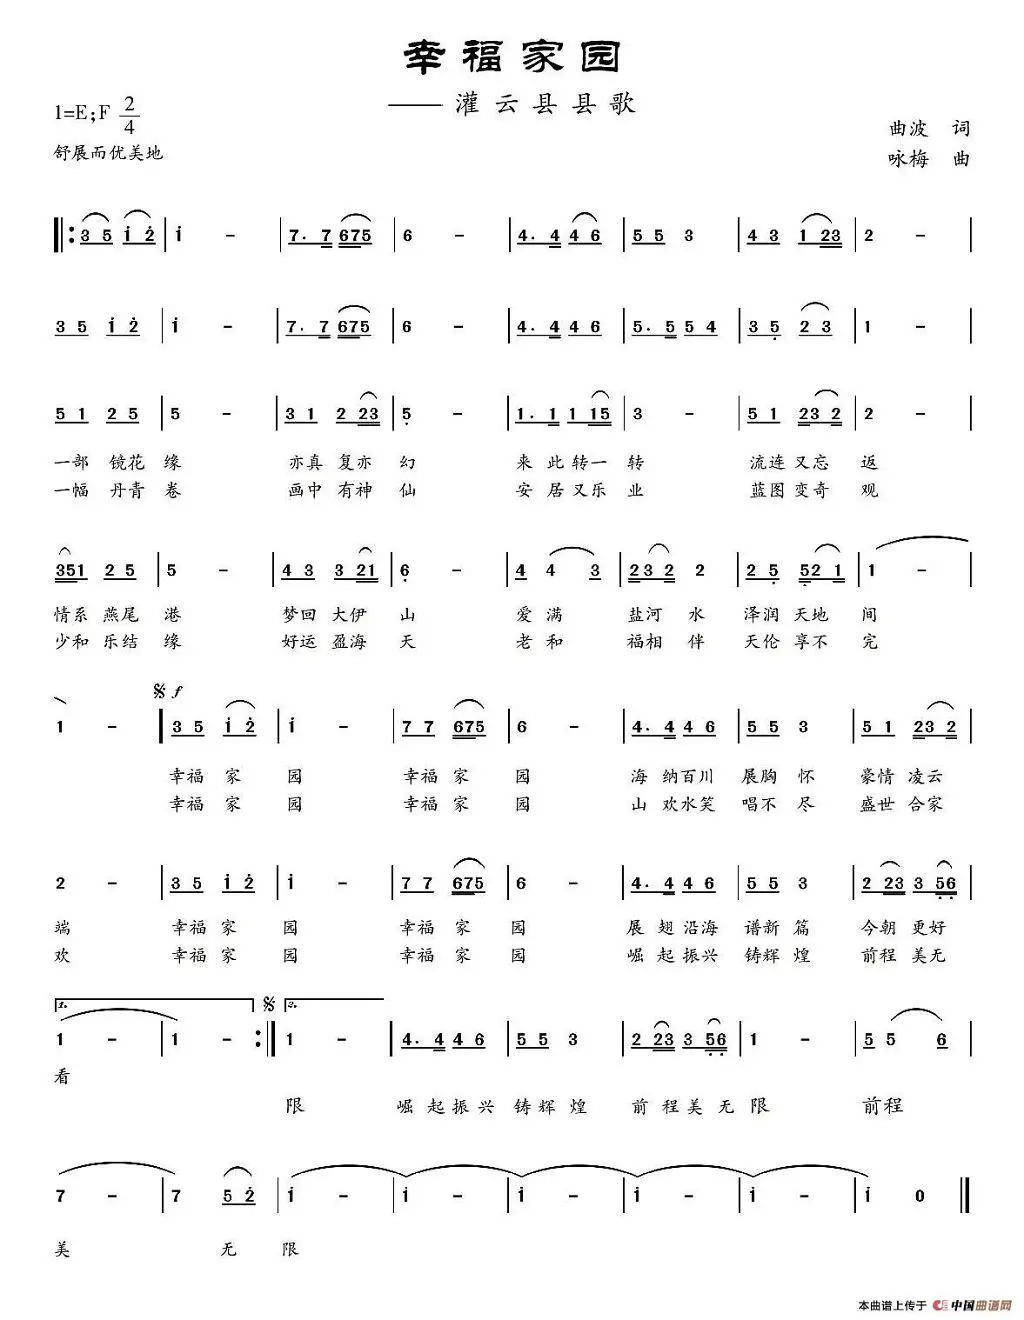 幸福家园
—— 灌云县县歌
1=E;F 2/4
曲波 词
舒展而优美地
咏梅 曲
3 5 1 2 | 1 - | 7. 7 675 | 6 - | 4. 4 4 6 | 5 5 3 | 4 3 1 23 | 2 - |
3 5 1 2 | 1 - | 7. 7 675 | 6 - | 4. 4 4 6 | 5. 5 5 4 | 3 5 2 3 | 1 - |
5 1 2 5 | 5 - | 3 1 2 23 | 5 - | 1. 1 1 15 | 3 - | 5 1 23 2 | 2 - |
一部 镜花 缘 亦真 复亦 幻 来 此转一 转 流连 又忘 返
一幅 丹青 卷 画中 有神 仙 安 居又乐 业 蓝图 变奇 观
351 2 5 | 5 - | 4 3 3 21 | 6 - | 4 4 3 | 23 2 2 | 2 5 52 1 | 1 - |
情系 燕尾 港 梦回 大伊 山 爱 满 盐河 水 泽润 天地 间
少和 乐结 缘 好运 盈海 天 老 和 福相 伴 天伦 享不 完
f
1 - | 3 5 1 2 | 1 - | 7 7 675 | 6 - | 4. 4 4 6 | 5 5 3 | 5 1 23 2 |
幸福 家 园 幸福 家 园 海 纳百川 展胸 怀 豪情 凌云
幸福 家 园 幸福 家 园 山 欢水笑 唱不 尽 盛世 合家
2 - | 3 5 1 2 | 1 - | 7 7 675 | 6 - | 4. 4 4 6 | 5 5 3 | 2 23 3 56 |
端 幸福 家 园 幸福 家 园 展 翅 沿海 谱新 篇 今朝 更好
欢 幸福 家 园 幸福 家 园 崛 起 振兴 铸辉 煌 前程 美无
1. 2.
1 - | 1 - :| 1 - | 4. 4 4 6 | 5 5 3 | 2 23 3 56 | 1 - | 5 5 6 |
看
限 崛 起 振 兴 铸 辉 煌 前 程 美 无 限 前程
7 - | 7 5 2 | 1 - | 1 - | 1 - | 1 - | 1 - | 1 0 ||
美 无 限
本曲谱上传于 中国曲谱网